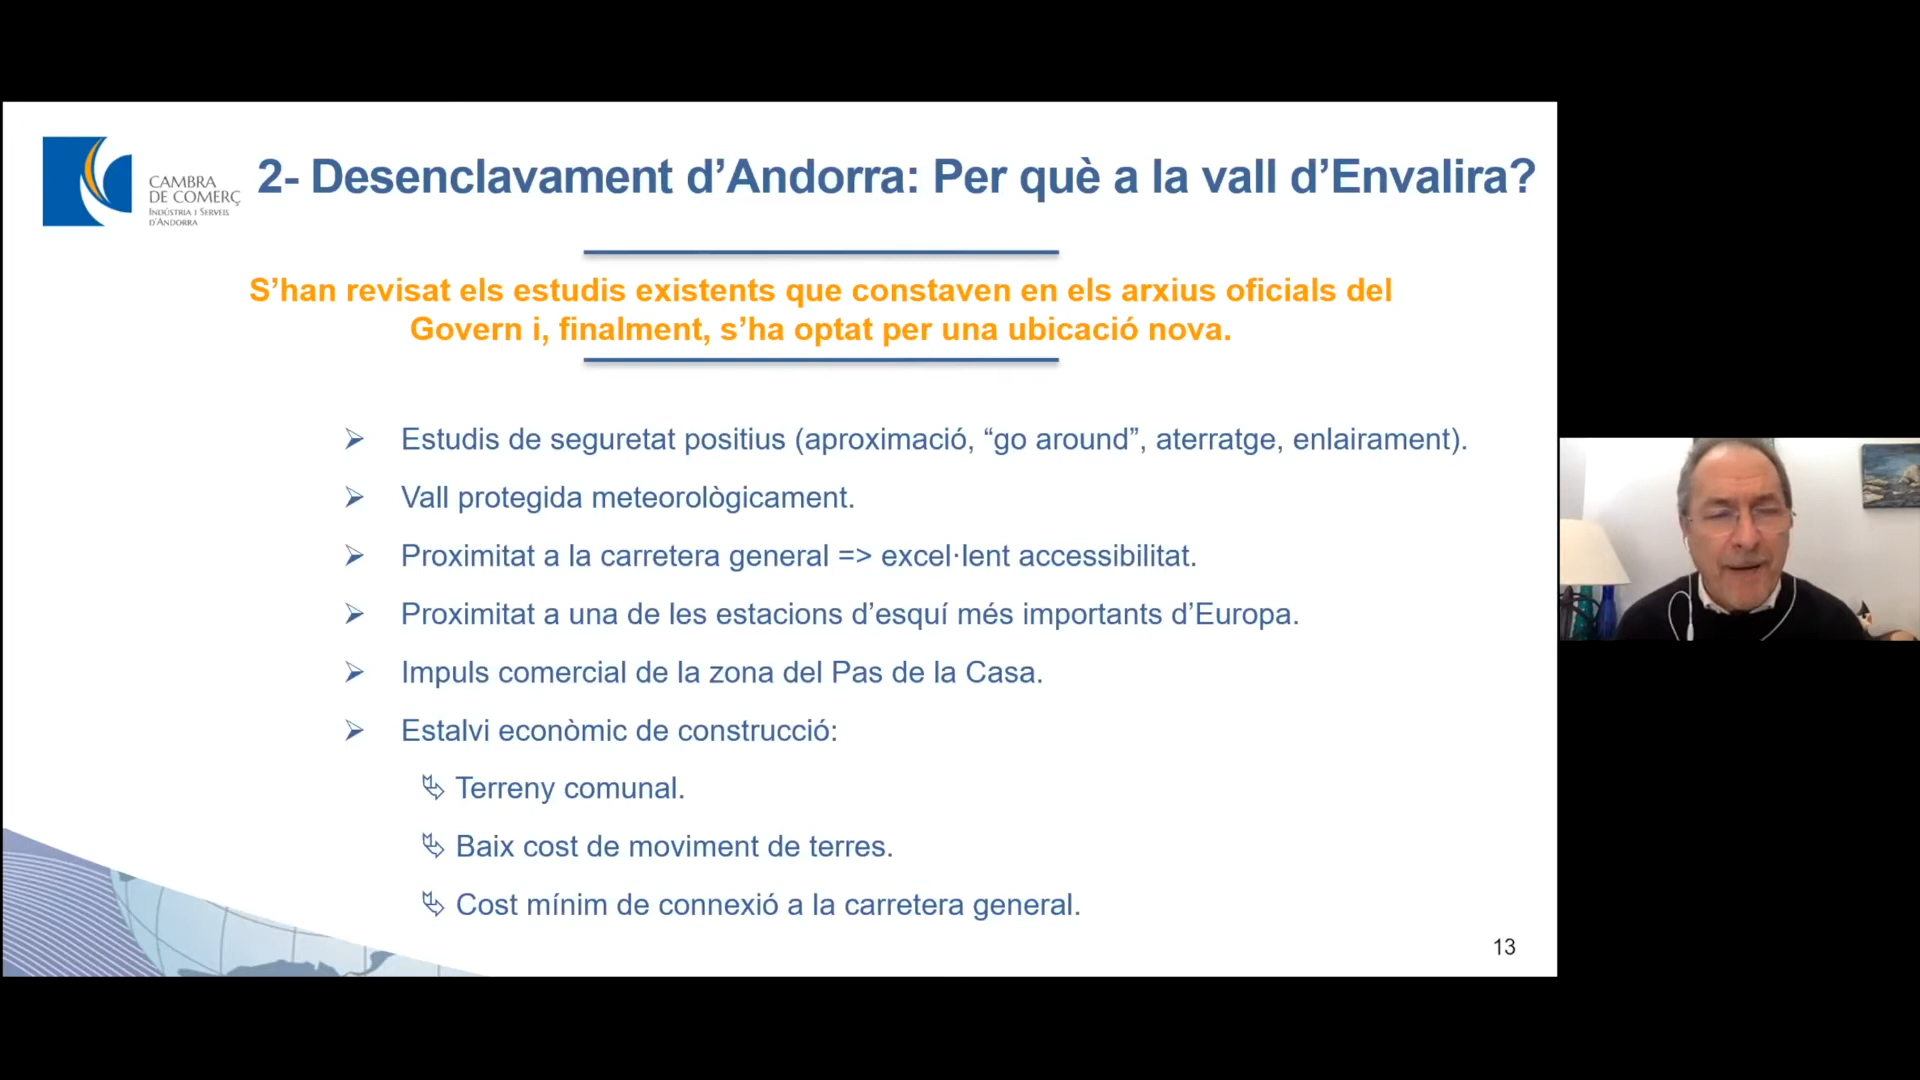 CAMBRA
DE COMERÇ
INDÚSTRIA I SERVEIS
D'ANDORRA
2- Desenclavament d’Andorra: Per què a la vall d’Envalira?
S’han revisat els estudis existents que constaven en els arxius oficials del
Govern i, finalment, s’ha optat per una ubicació nova.
Estudis de seguretat positius (aproximació, “go around”, aterratge, enlairament).
Vall protegida meteorològicament.
Proximitat a la carretera general => excel·lent accessibilitat.
Proximitat a una de les estacions d’esquí més importants d’Europa.
Impuls comercial de la zona del Pas de la Casa.
Estalvi econòmic de construcció:
Terreny comunal.
Baix cost de moviment de terres.
Cost mínim de connexió a la carretera general.
13